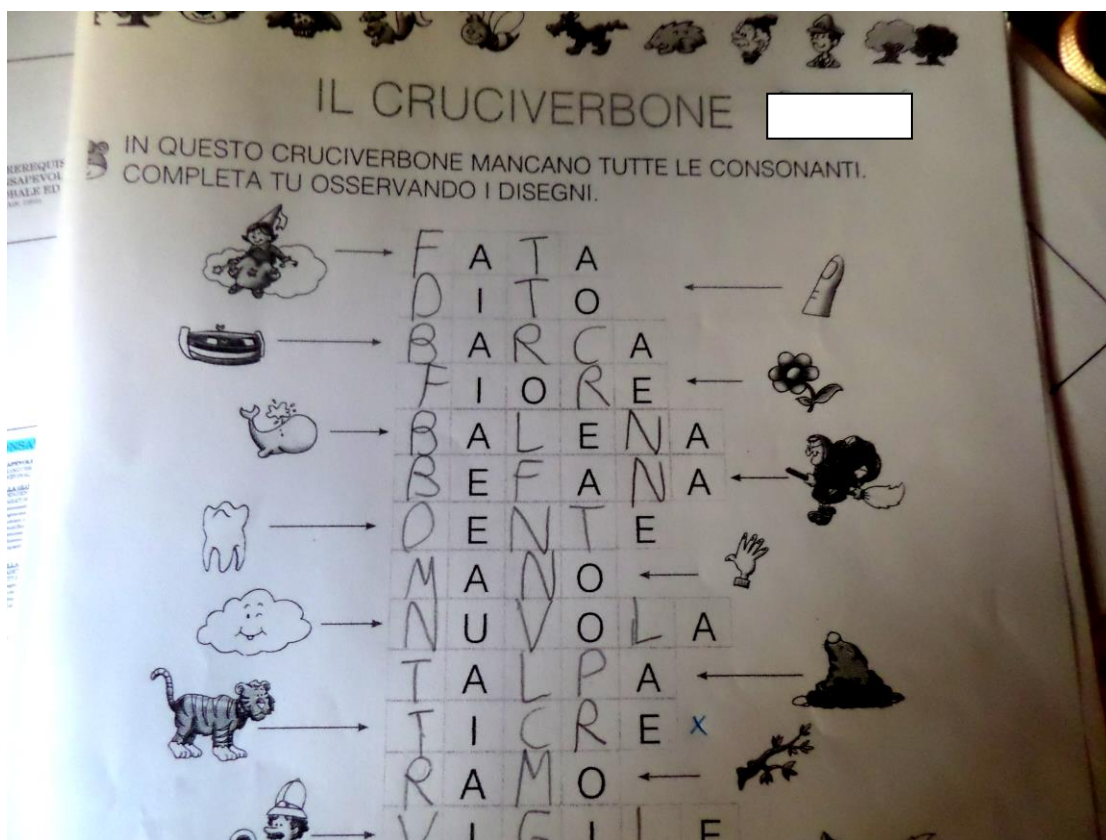 IL CRUCIVERBONE
IN QUESTO CRUCIVERBONE MANCANO TUTTE LE CONSONANTI.
COMPLETA TU OSSERVANDO I DISEGNI.
FATA
DITO
BARCA
FIORE
BALENA
BEFANA
DENTE
MANO
NUVOLA
TALPA
TICRE x
RAMO
VIGILE